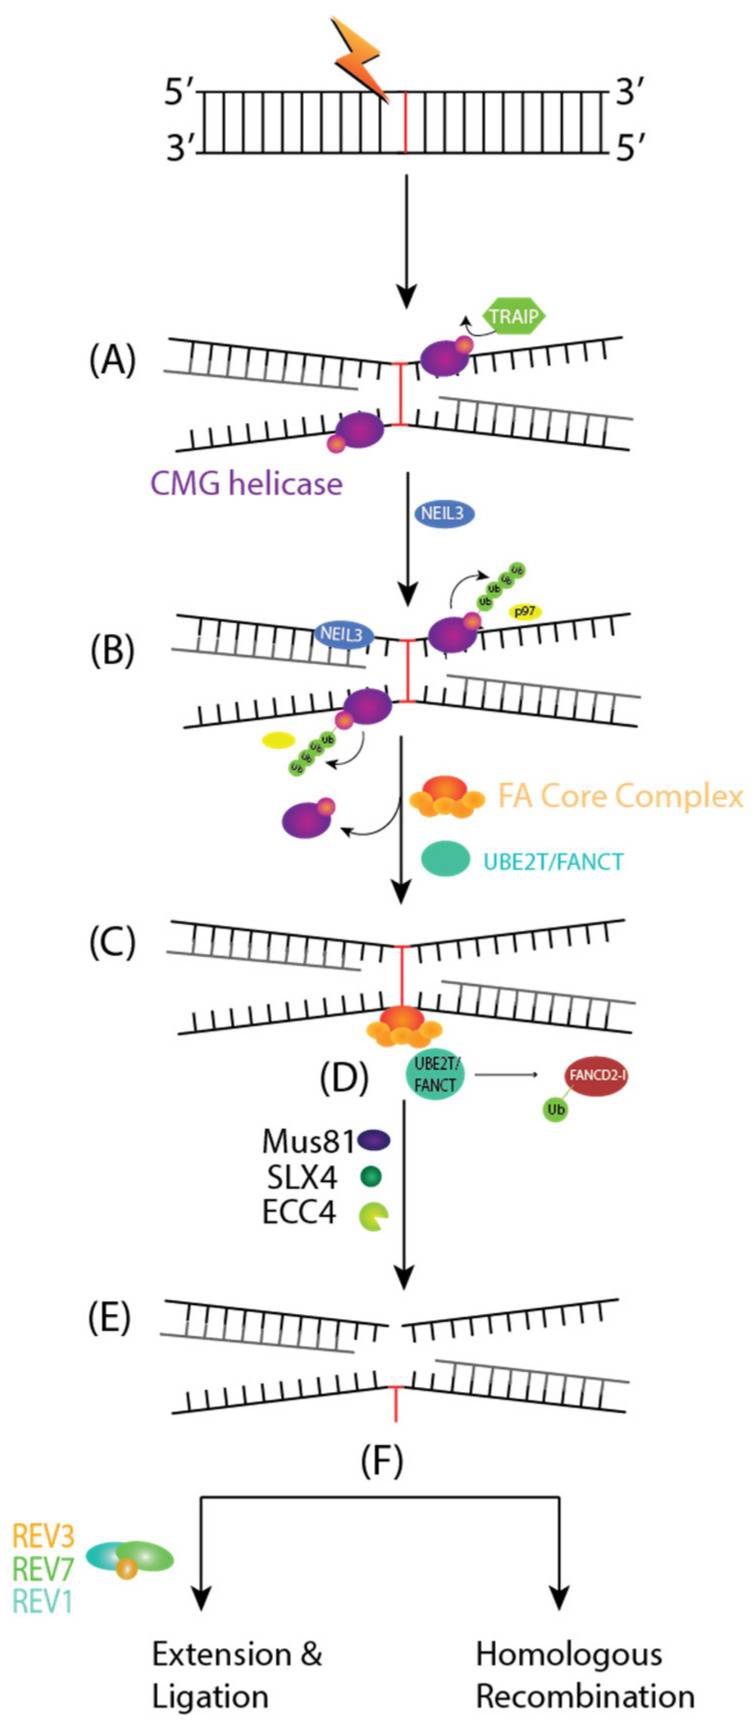 5′ 3′
3′ 5′
TRAIP
(A)
CMG helicase
NEIL3
Ub Ub Ub Ub
p97
NEIL3
(B)
Ub Ub Ub Ub
FA Core Complex
UBE2T/FANCT
(C)
(D)
UBE2T/
FANCT
FANCD2-I
Ub
Mus81
SLX4
ECC4
(E)
(F)
REV3
REV7
REV1
Extension &
Ligation
Homologous
Recombination